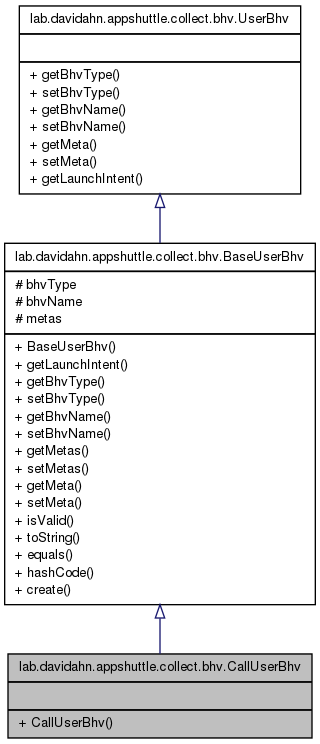 lab.davidahn.appshuttle.collect.bhv.UserBhv
+ getBhvType()
+ setBhvType()
+ getBhvName()
+ setBhvName()
+ getMeta()
+ setMeta()
+ getLaunchIntent()
lab.davidahn.appshuttle.collect.bhv.BaseUserBhv
# bhvType
# bhvName
# metas
+ BaseUserBhv()
+ getLaunchIntent()
+ getBhvType()
+ setBhvType()
+ getBhvName()
+ setBhvName()
+ getMetas()
+ setMetas()
+ getMeta()
+ setMeta()
+ isValid()
+ toString()
+ equals()
+ hashCode()
+ create()
lab.davidahn.appshuttle.collect.bhv.CallUserBhv
+ CallUserBhv()